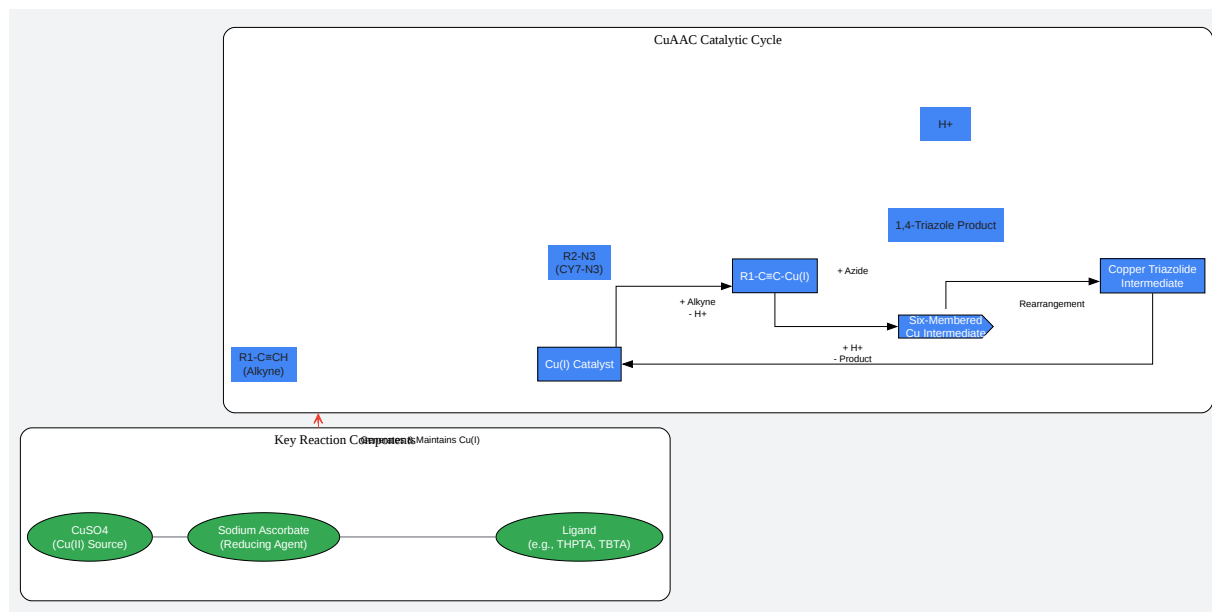 CuAAC Catalytic Cycle
H+
1,4-Triazole Product
R2-N3
(CY7-N3)
R1-C≡C-Cu(I)
+ Azide
Copper Triazolide
Intermediate
+ Alkyne
- H+
Rearrangement
Six-Membered
Cu Intermediate
+ H+
- Product
R1-C≡CH
(Alkyne)
Cu(I) Catalyst
Key Reaction Components
Generates & Maintains Cu(I)
CuSO4
(Cu(II) Source)
Sodium Ascorbate
(Reducing Agent)
Ligand
(e.g., THPTA, TBTA)